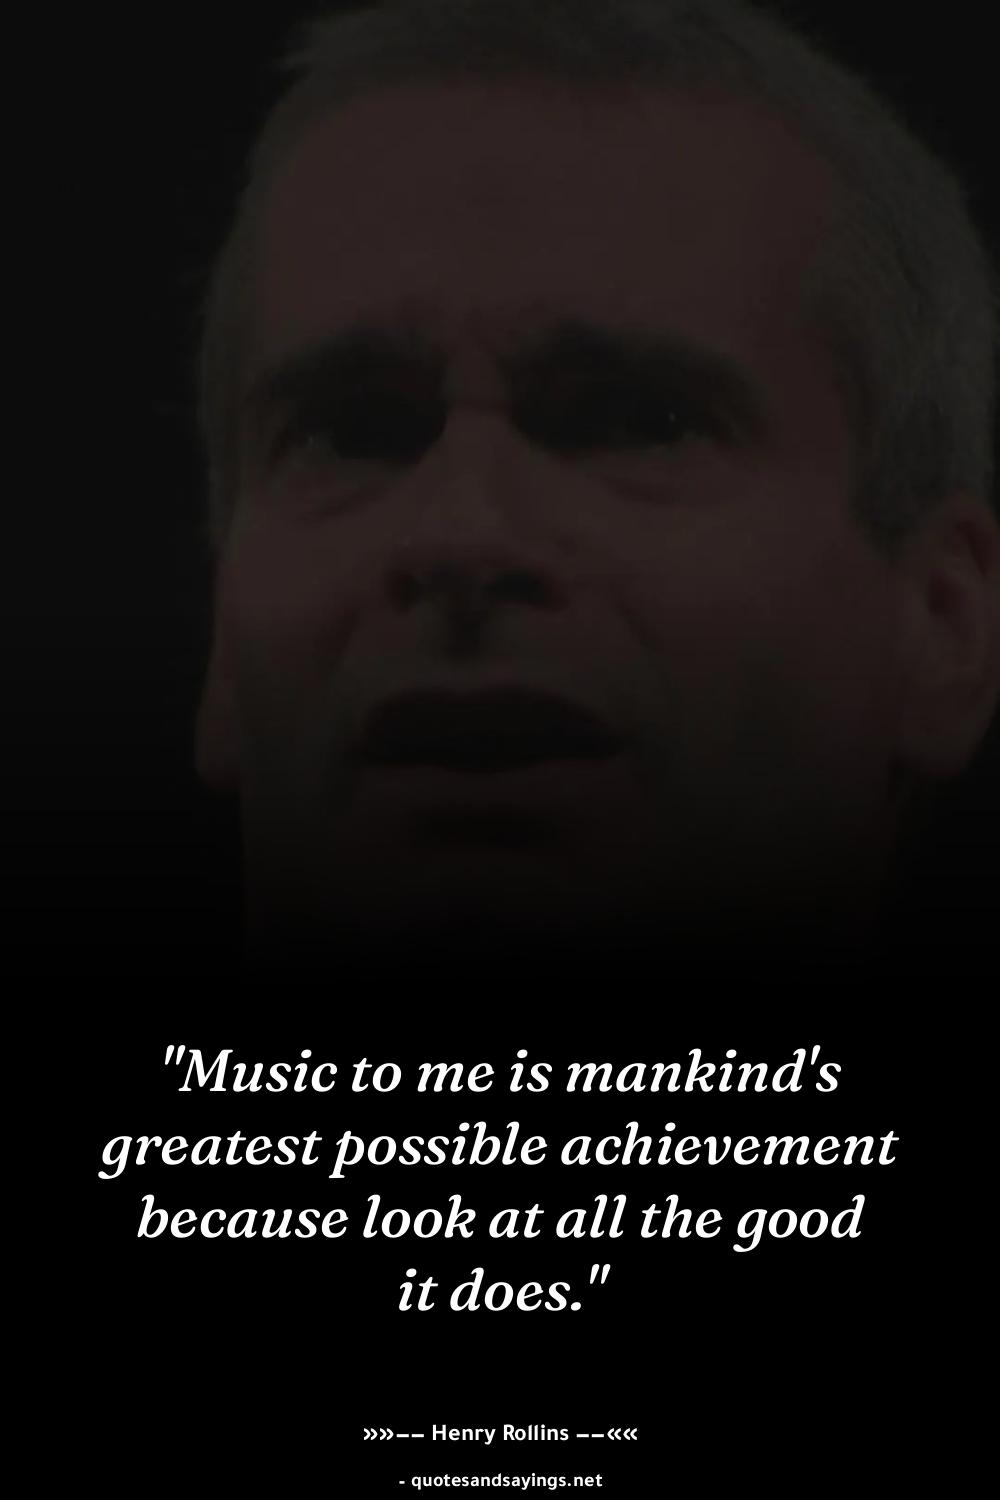 "Music to me is mankind's
greatest possible achievement
because look at all the good
it does."
»»−− Henry Rollins −−««
- quotesandsayings.net